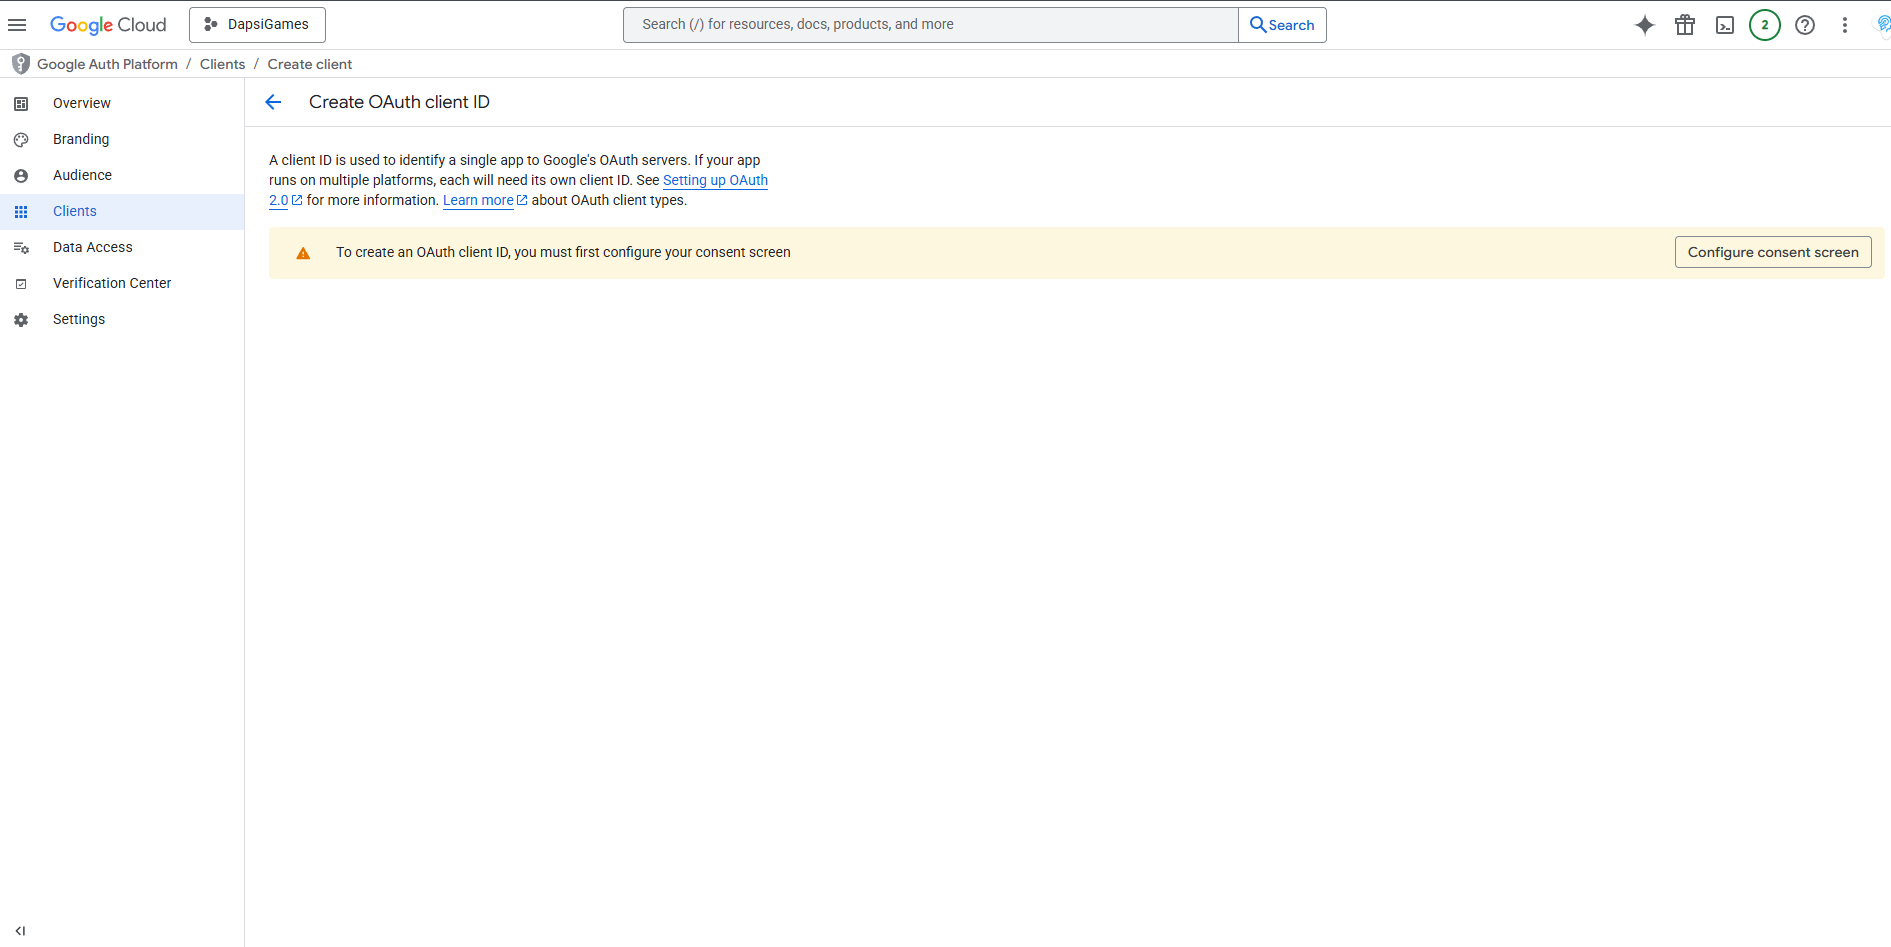 Google Cloud
DapsiGames
Search (/) for resources, docs, products, and more
Search
2
Google Auth Platform / Clients / Create client
Overview
Branding
Audience
Clients
Data Access
Verification Center
Settings
Create OAuth client ID
A client ID is used to identify a single app to Google's OAuth servers. If your app
runs on multiple platforms, each will need its own client ID. See Setting up OAuth
2.0 for more information. Learn more about OAuth client types.
To create an OAuth client ID, you must first configure your consent screen
Configure consent screen